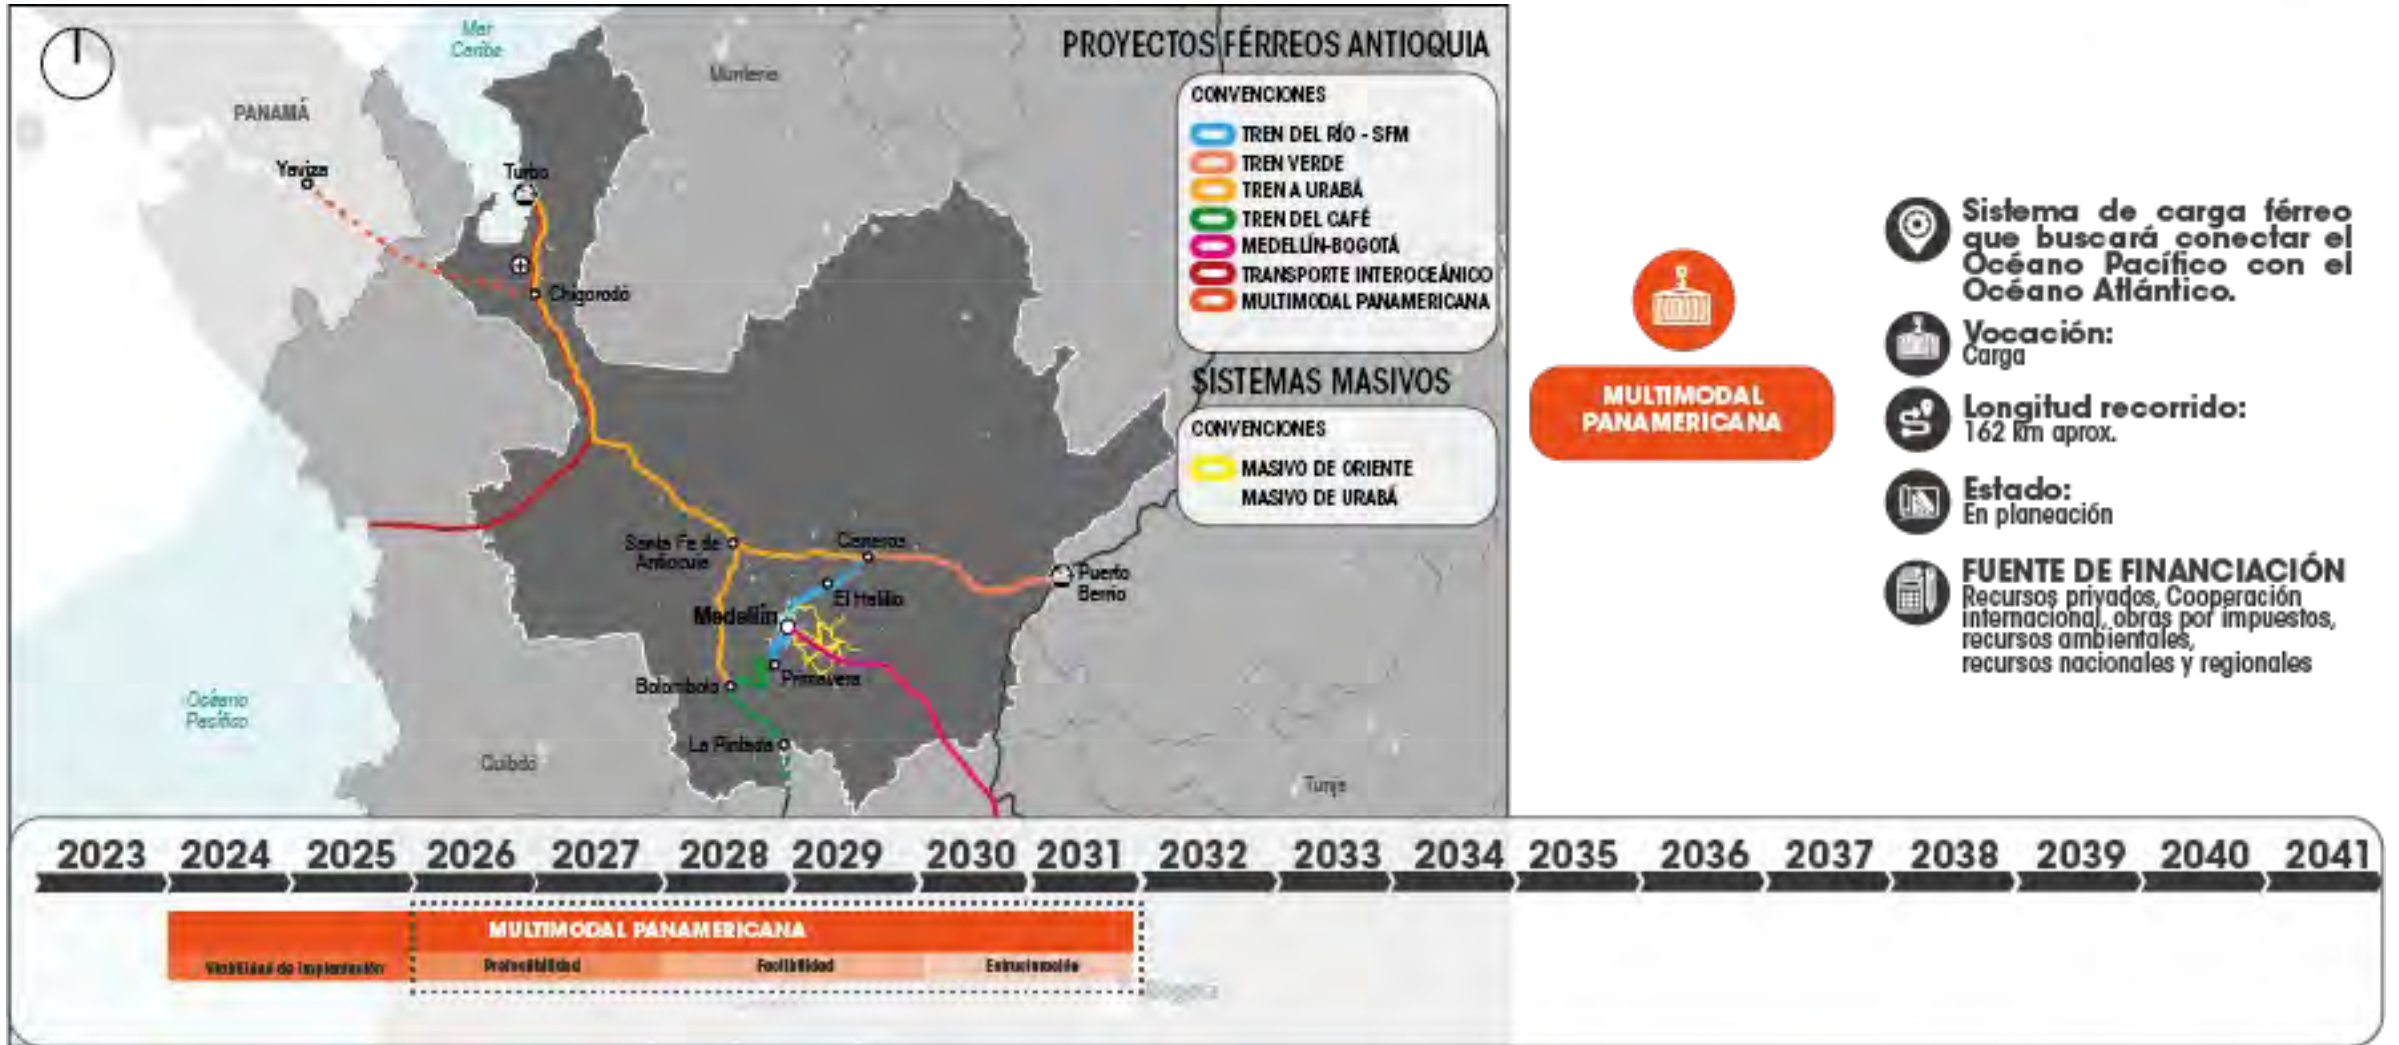 Mar
Caribe
PANAMÁ
Yaviza
Turbo
Montería
Chigorodó
Santa Fe de
Antioquia
Cisneros
El Hatillo
Puerto
Berrio
Medellín
Primavera
Bolombolo
La Pintada
Océano
Pacífico
Quibdó
Tunja
PROYECTOS FÉRREOS ANTIOQUIA
CONVENCIONES
TREN DEL RÍO - SFM
TREN VERDE
TREN A URABÁ
TREN DEL CAFÉ
MEDELLÍN-BOGOTÁ
TRANSPORTE INTEROCEÁNICO
MULTIMODAL PANAMERICANA
SISTEMAS MASIVOS
CONVENCIONES
MASIVO DE ORIENTE
MASIVO DE URABÁ
MULTIMODAL
PANAMERICANA
Sistema de carga férreo
que buscará conectar el
Océano Pacífico con el
Océano Atlántico.
Vocación:
Carga
Longitud recorrido:
162 km aprox.
Estado:
En planeación
FUENTE DE FINANCIACIÓN
Recursos privados, Cooperación
internacional, obras por impuestos,
recursos ambientales,
recursos nacionales y regionales
2023 2024 2025 2026 2027 2028 2029 2030 2031 2032 2033 2034 2035 2036 2037 2038 2039 2040 2041
MULTIMODAL PANAMERICANA
Viabilidad de implantación Prefactibilidad Factibilidad Estructuración
Bogotá